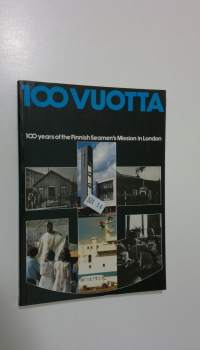 100 VUOTTA
100 years of the Finnish Seamen's Mission in London